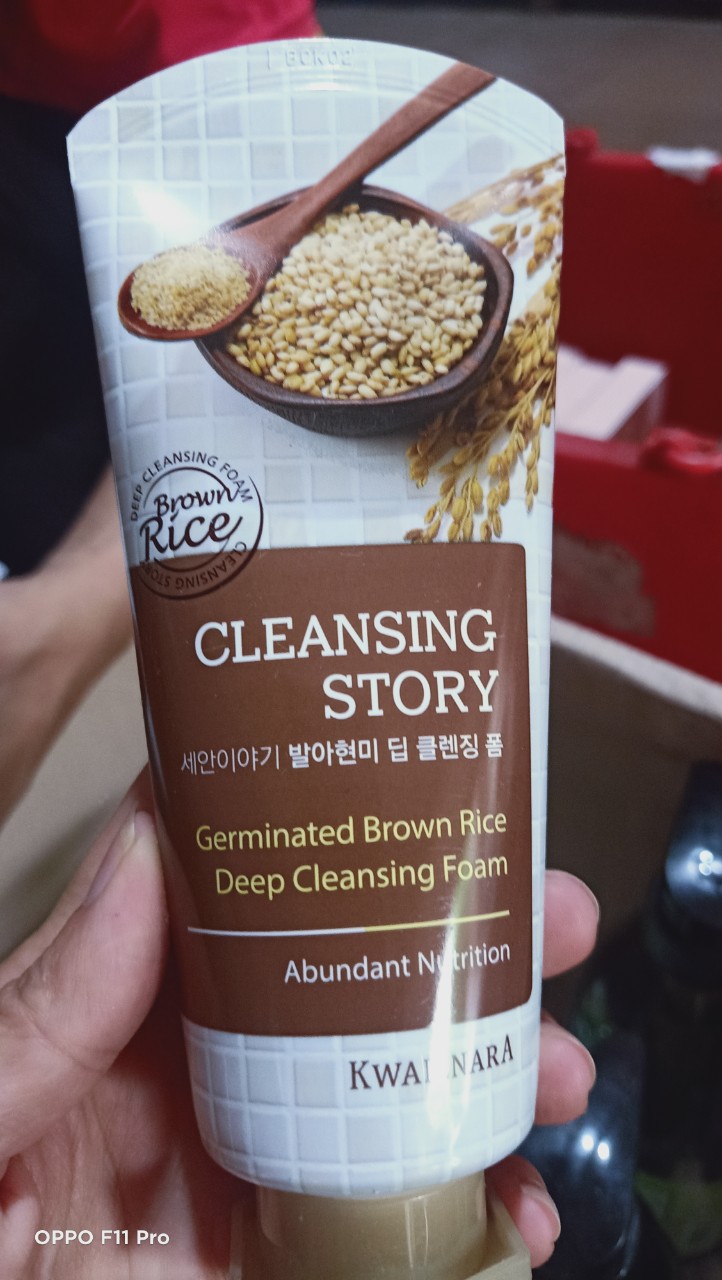 GCK02
DEEP CLEANSING FOAM
Brown
Rice
CLEANSING STORY
CLEANSING
STORY
세안이야기 발아현미 딥 클렌징 폼
Germinated Brown Rice
Deep Cleansing Foam
Abundant Nutrition
OPPO F11 Pro